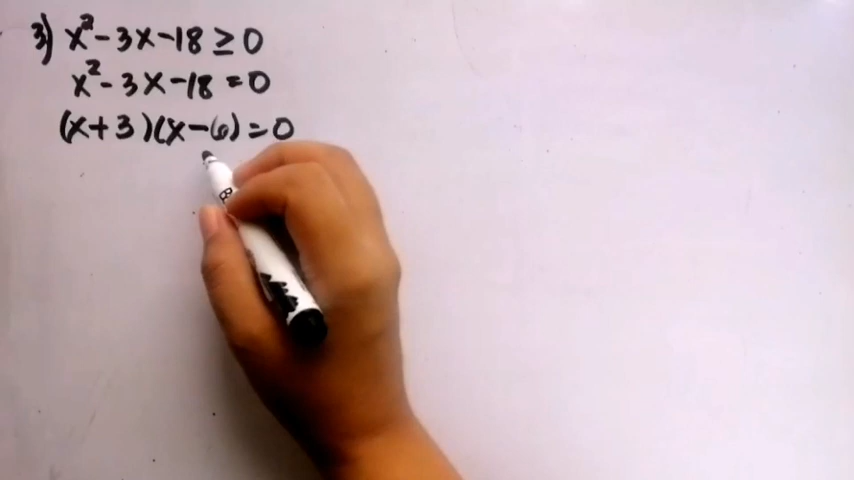 3) x² - 3x - 18 ≥ 0
x² - 3x - 18 = 0
(x + 3)(x - 6) = 0